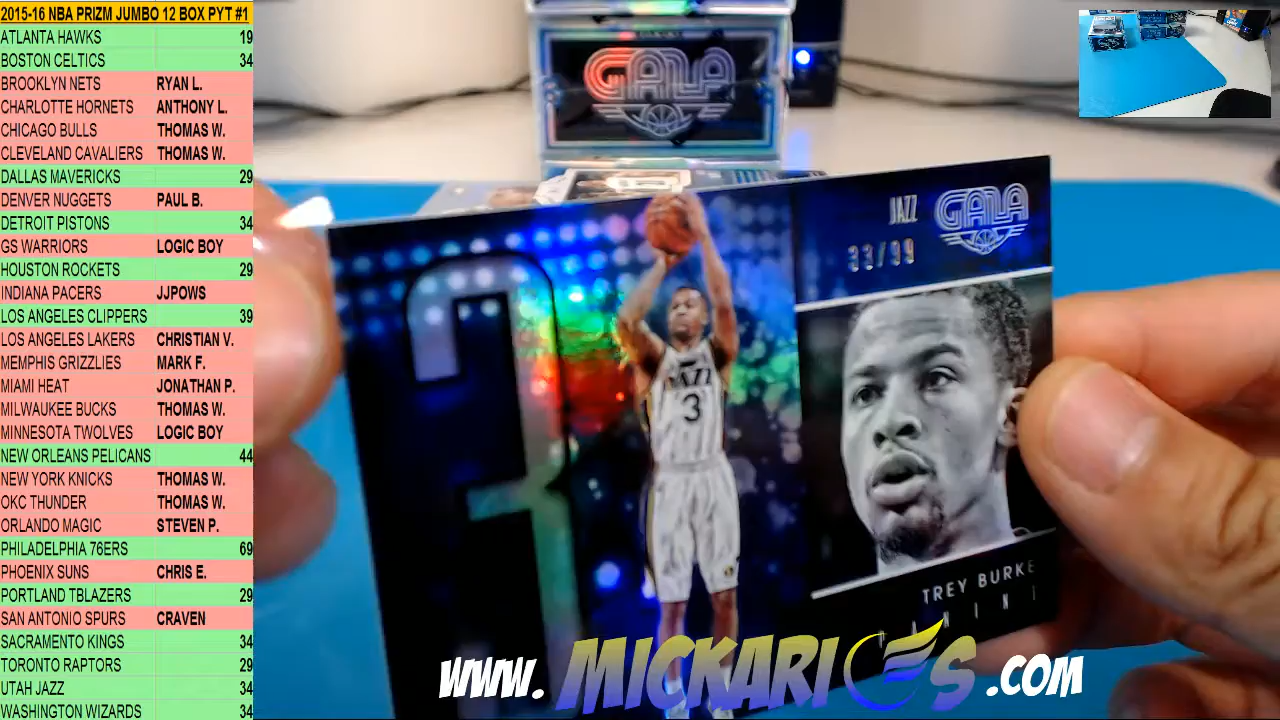 2015-16 NBA PRIZM JUMBO 12 BOX PYT #1
ATLANTA HAWKS 19
BOSTON CELTICS 34
BROOKLYN NETS RYAN L.
CHARLOTTE HORNETS ANTHONY L.
CHICAGO BULLS THOMAS W.
CLEVELAND CAVALIERS THOMAS W.
DALLAS MAVERICKS 29
DENVER NUGGETS PAUL B.
DETROIT PISTONS 34
GS WARRIORS LOGIC BOY
HOUSTON ROCKETS 29
INDIANA PACERS JJPOWS
LOS ANGELES CLIPPERS 39
LOS ANGELES LAKERS CHRISTIAN V.
MEMPHIS GRIZZLIES MARK F.
MIAMI HEAT JONATHAN P.
MILWAUKEE BUCKS THOMAS W.
MINNESOTA TWOLVES LOGIC BOY
NEW ORLEANS PELICANS 44
NEW YORK KNICKS THOMAS W.
OKC THUNDER THOMAS W.
ORLANDO MAGIC STEVEN P.
PHILADELPHIA 76ERS 69
PHOENIX SUNS CHRIS E.
PORTLAND TBLAZERS 29
SAN ANTONIO SPURS CRAVEN
SACRAMENTO KINGS 34
TORONTO RAPTORS 29
UTAH JAZZ 34
WASHINGTON WIZARDS 34
GALA
JAZZ GALA
33/99
3
JAZZ
3
TREY BURKE
PANINI
www.MICKARICS.COM